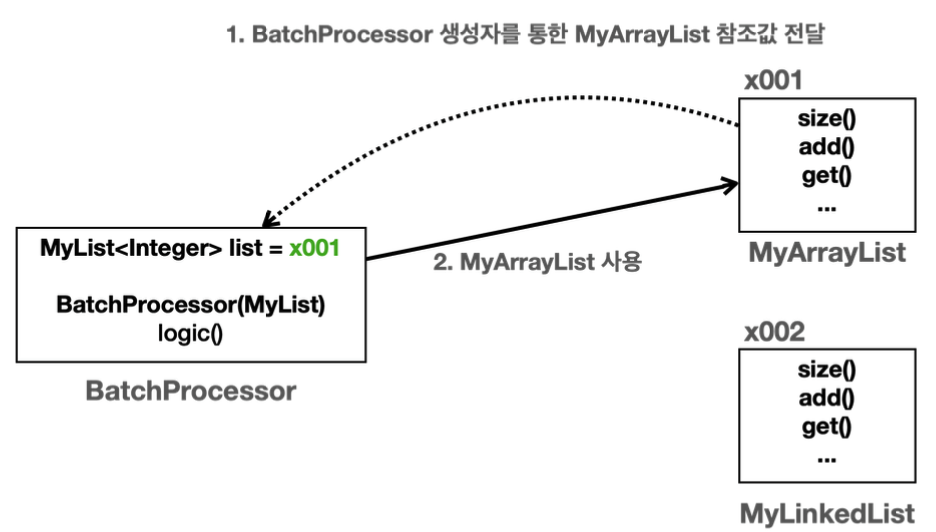 1. BatchProcessor 생성자를 통한 MyArrayList 참조값 전달
x001
size()
add()
get()
...
MyArrayList
MyList<Integer> list = x001
BatchProcessor(MyList)
logic()
BatchProcessor
2. MyArrayList 사용
x002
size()
add()
get()
...
MyLinkedList